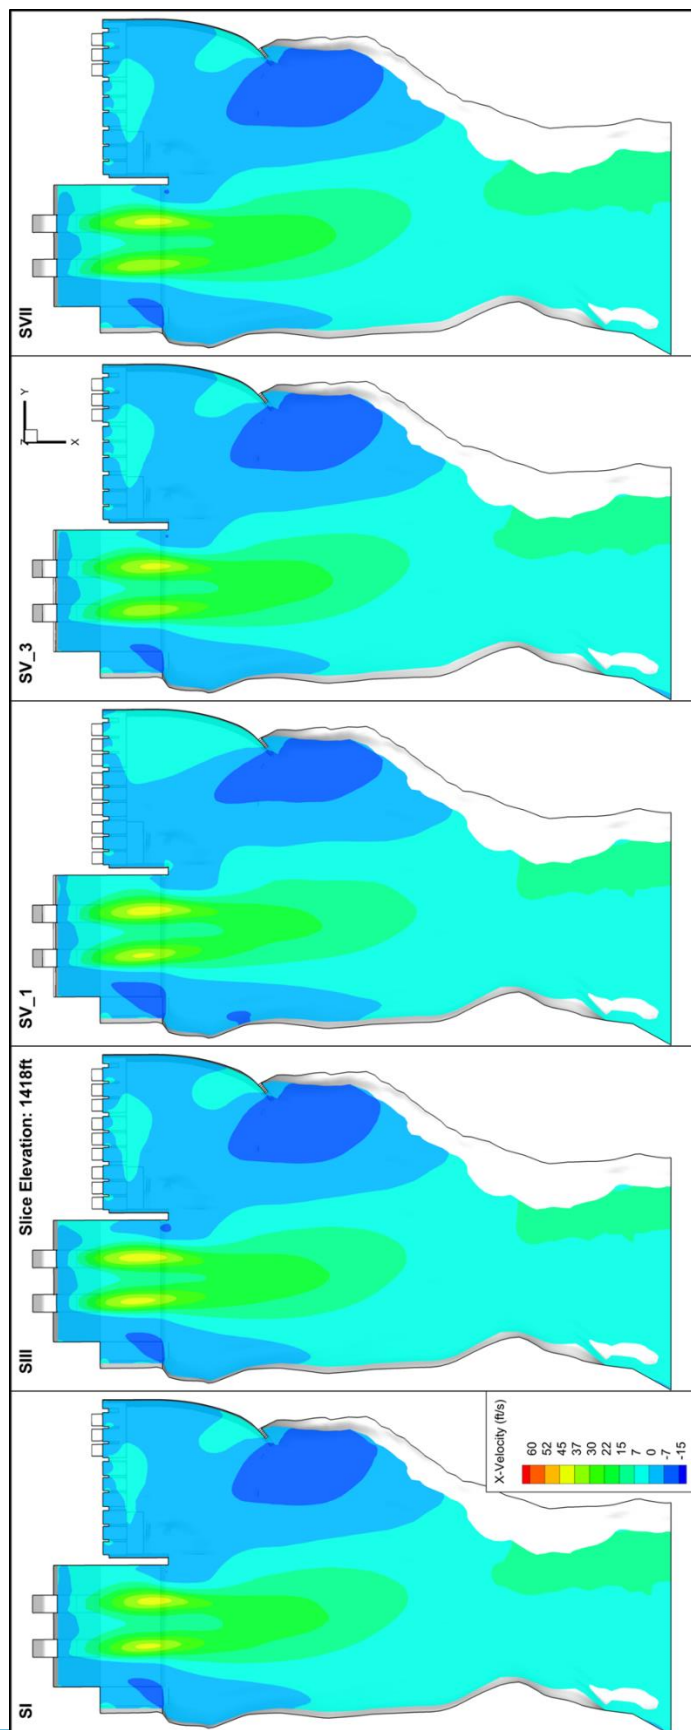 SI
SIII
Slice Elevation: 1418ft
SV_1
SV_3
SVII
Z
Y
X
X-Velocity (ft/s)
60
52
45
37
30
22
15
7
0
-7
-15